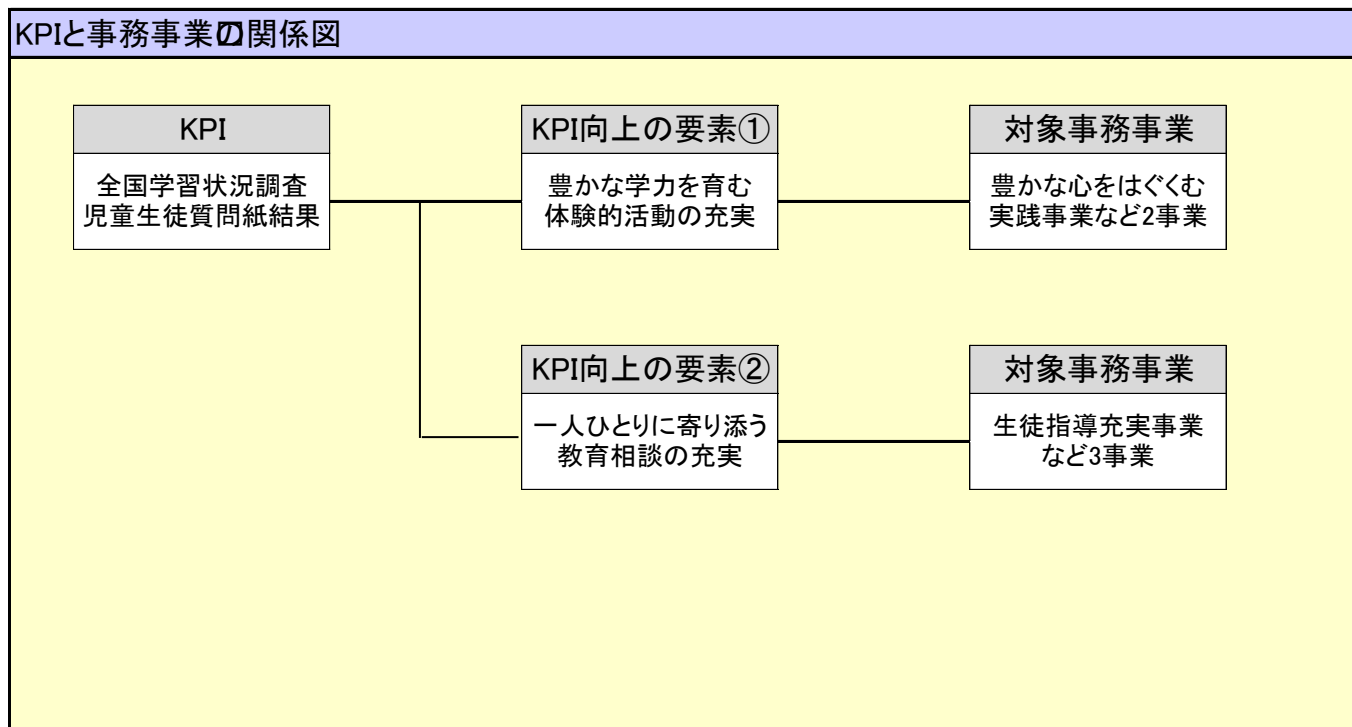 KPIと事務事業の関係図
KPI
全国学習状況調査
児童生徒質問紙結果
KPI向上の要素①
豊かな学力を育む
体験的活動の充実
対象事務事業
豊かな心をはぐくむ
実践事業など2事業
KPI向上の要素②
一人ひとりに寄り添う
教育相談の充実
対象事務事業
生徒指導充実事業
など3事業